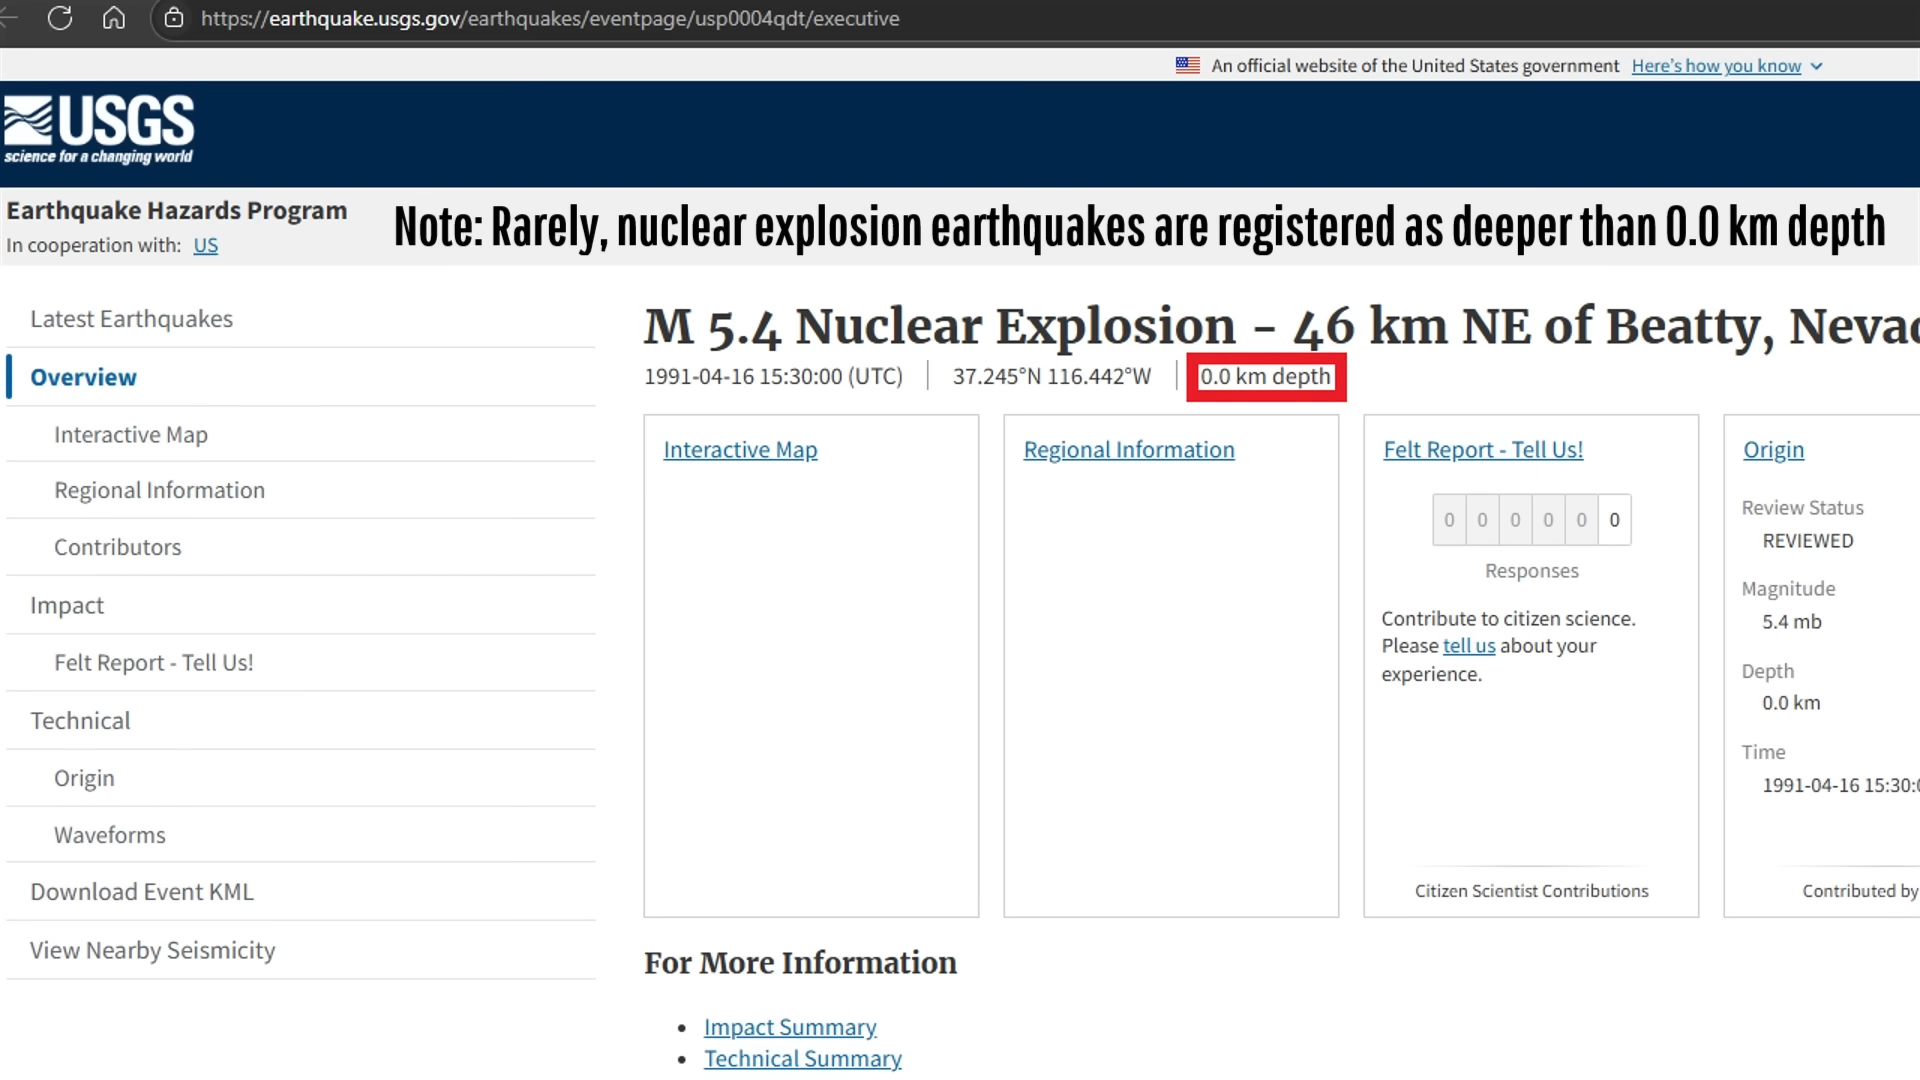 https://earthquake.usgs.gov/earthquakes/eventpage/usp0004qdt/executive
An official website of the United States government Here's how you know
USGS
science for a changing world
Earthquake Hazards Program
In cooperation with: US
Note: Rarely, nuclear explosion earthquakes are registered as deeper than 0.0 km depth
Latest Earthquakes
Overview
Interactive Map
Regional Information
Contributors
Impact
Felt Report - Tell Us!
Technical
Origin
Waveforms
Download Event KML
View Nearby Seismicity
M 5.4 Nuclear Explosion - 46 km NE of Beatty, Nevad
1991-04-16 15:30:00 (UTC) 37.245°N 116.442°W 0.0 km depth
Interactive Map
Regional Information
Felt Report - Tell Us!
0 0 0 0 0 0
Responses
Contribute to citizen science.
Please tell us about your
experience.
Citizen Scientist Contributions
Origin
Review Status
REVIEWED
Magnitude
5.4 mb
Depth
0.0 km
Time
1991-04-16 15:30:0
Contributed by
For More Information
Impact Summary
Technical Summary